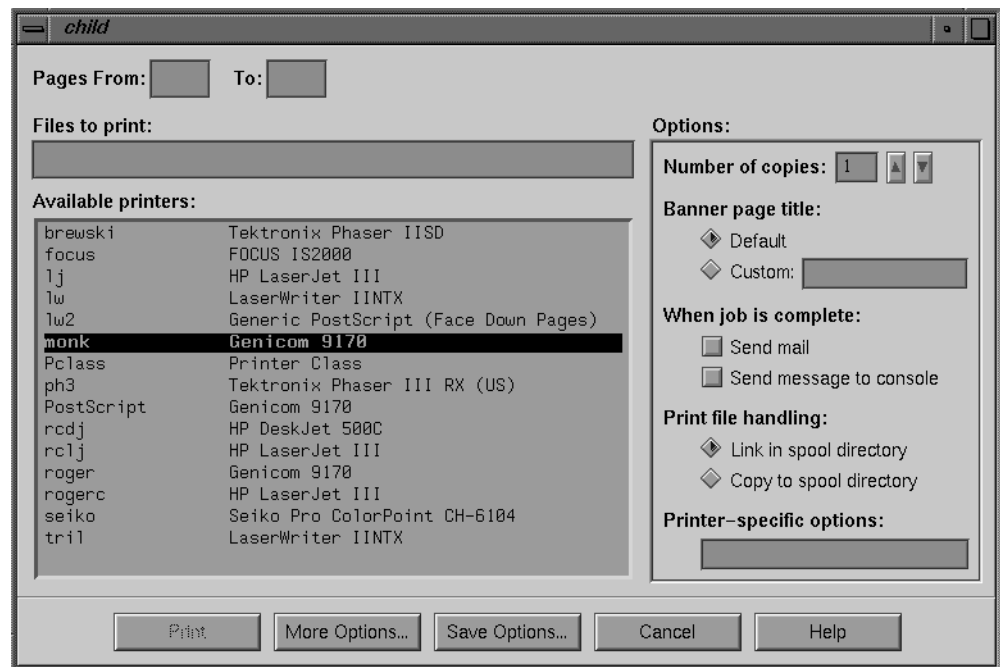 child
Pages From: To:
Files to print:
Available printers:
brewski Tektronix Phaser IISD
focus FOCUS IS2000
lj HP LaserJet III
lw LaserWriter IINTX
lw2 Generic PostScript (Face Down Pages)
monk Genicom 9170
Pclass Printer Class
ph3 Tektronix Phaser III RX (US)
PostScript Genicom 9170
rcdj HP DeskJet 500C
rclj HP LaserJet III
roger Genicom 9170
rogerc HP LaserJet III
seiko Seiko Pro ColorPoint CH-6104
tril LaserWriter IINTX
Options:
Number of copies: 1
Banner page title:
Default
Custom:
When job is complete:
Send mail
Send message to console
Print file handling:
Link in spool directory
Copy to spool directory
Printer-specific options:
Print More Options... Save Options... Cancel Help